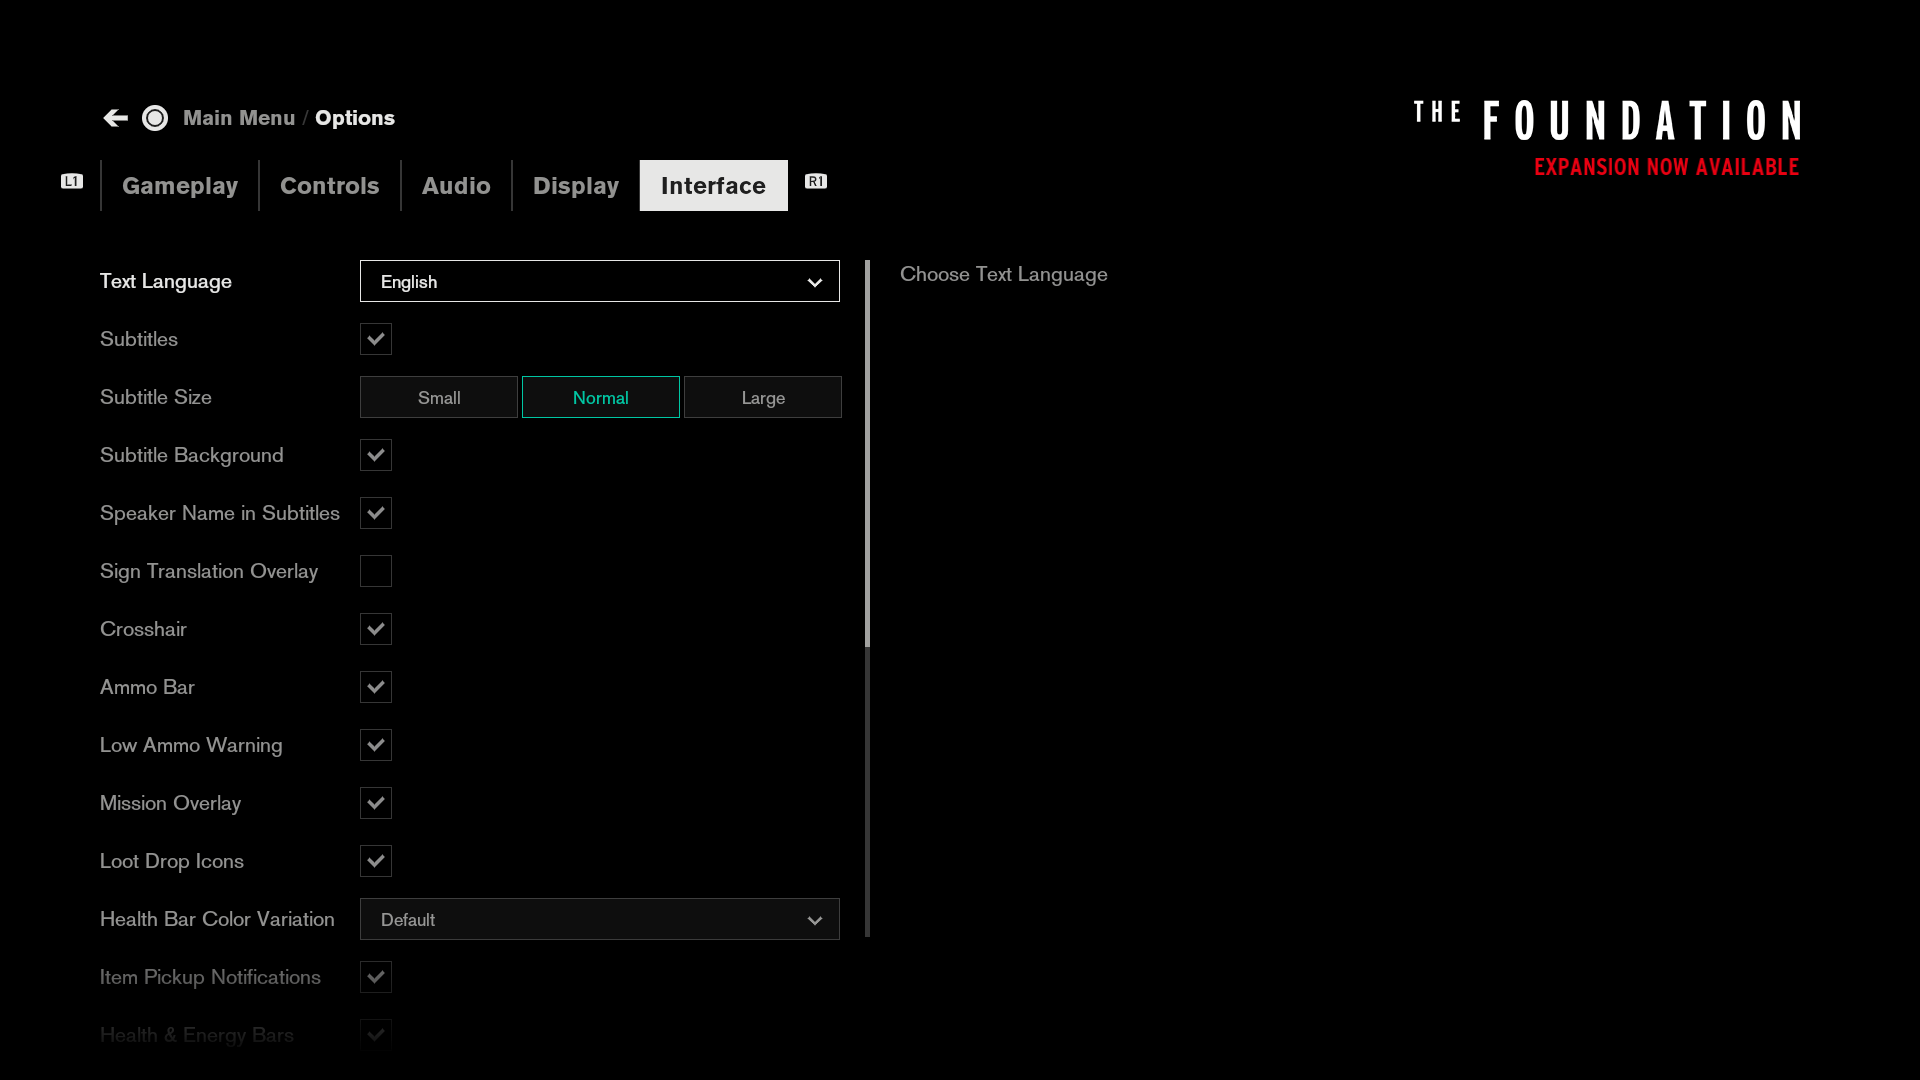 Main Menu / Options
THE FOUNDATION
EXPANSION NOW AVAILABLE
L1 Gameplay Controls Audio Display Interface R1
Text Language English
Choose Text Language
Subtitles
Subtitle Size Small Normal Large
Subtitle Background
Speaker Name in Subtitles
Sign Translation Overlay
Crosshair
Ammo Bar
Low Ammo Warning
Mission Overlay
Loot Drop Icons
Health Bar Color Variation Default
Item Pickup Notifications
Health & Energy Bars